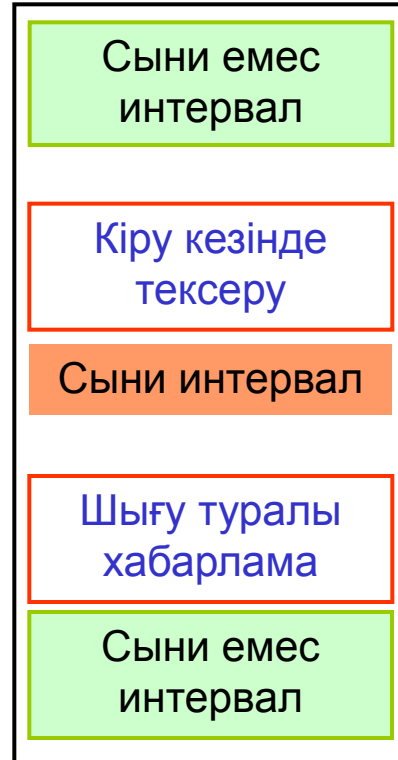 Сыни емес
интервал
Кіру кезінде
тексеру
Сыни интервал
Шығу туралы
хабарлама
Сыни емес
интервал